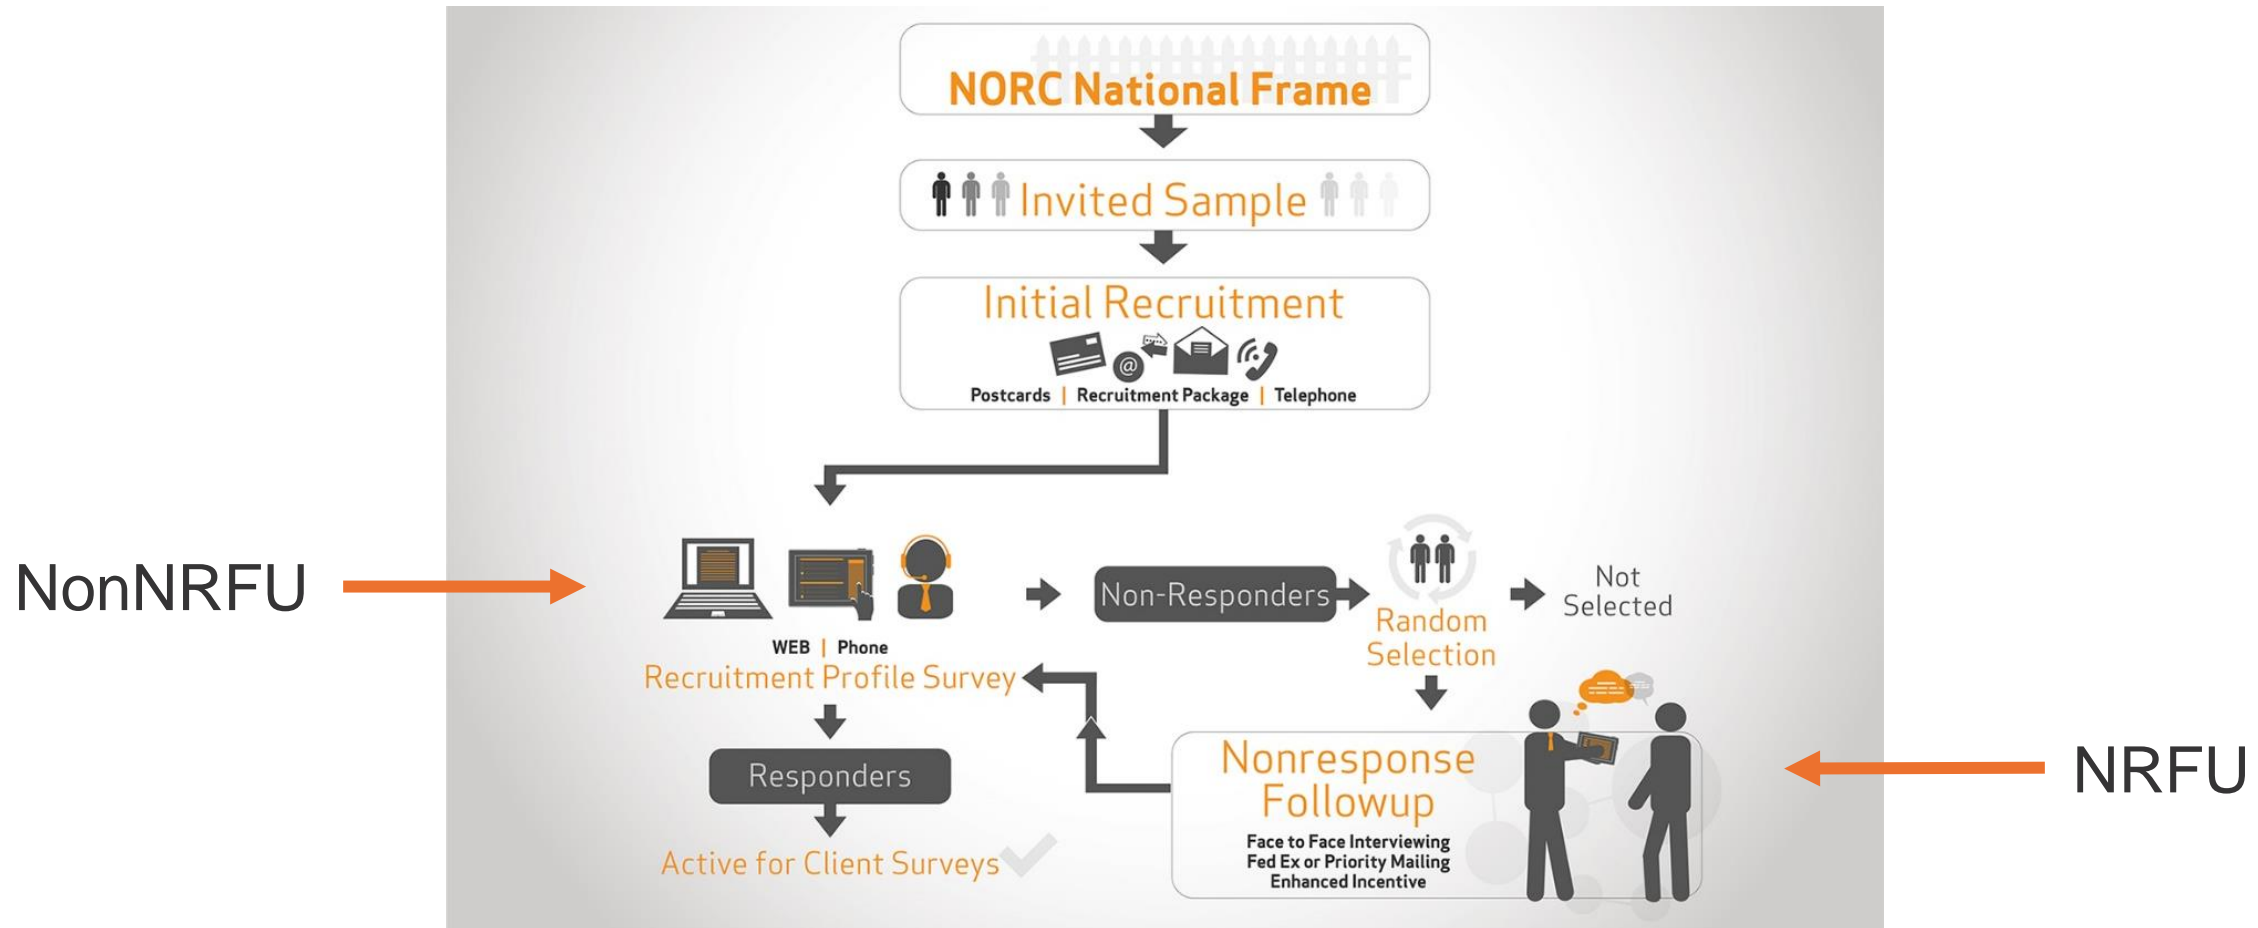 NORC National Frame
Invited Sample
Initial Recruitment
@
Postcards | Recruitment Package | Telephone
NonNRFU
WEB | Phone
Recruitment Profile Survey
Non-Responders
Random
Selection
Not
Selected
Responders
Active for Client Surveys
Nonresponse
Followup
Face to Face Interviewing
Fed Ex or Priority Mailing
Enhanced Incentive
NRFU